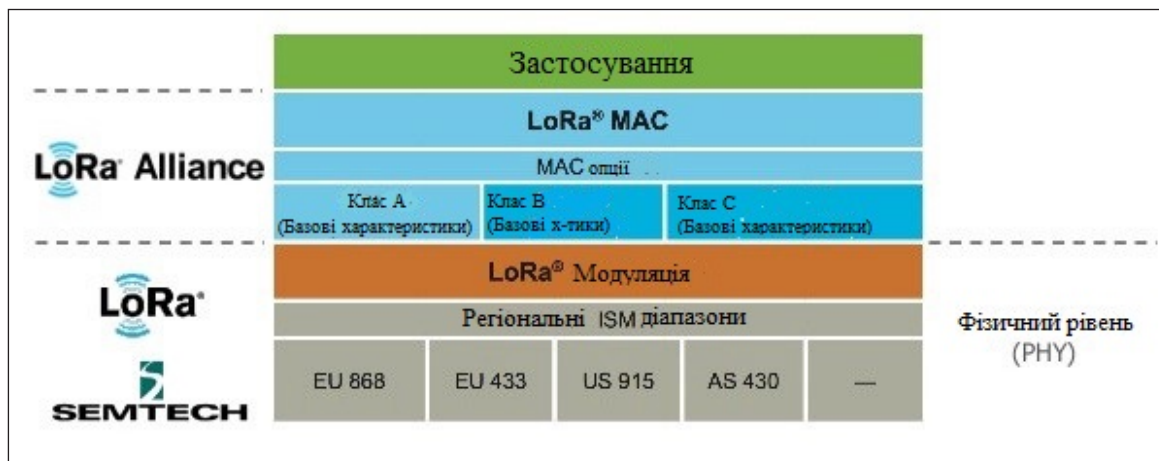 Застосування
LoRa® MAC
LoRa Alliance
MAC опції
Клас А
(Базові характеристики)
Клас В
(Базові х-тики)
Клас С
(Базові характеристики)
LoRa® Модуляція
LoRa®
Регіональні ISM діапазони
Фізичний рівень
(PHY)
SEMTECH
EU 868
EU 433
US 915
AS 430
—